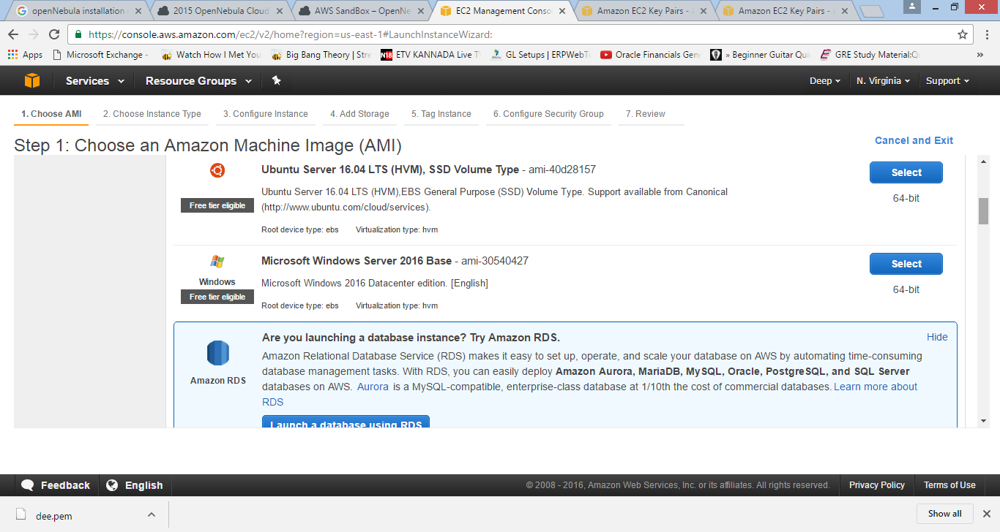 openNebula installation
2015 OpenNebula Cloud
AWS SandBox – OpenNe
EC2 Management Conso
Amazon EC2 Key Pairs - A
Amazon EC2 Key Pairs - A
https://console.aws.amazon.com/ec2/v2/home?region=us-east-1#LaunchInstanceWizard:
Apps
Microsoft Exchange -
Watch How I Met You
Big Bang Theory | Stre
N18 ETV KANNADA Live T
GL Setups | ERPWebT
Oracle Financials Gen
» Beginner Guitar Qui
GRE Study Material:Q
»
Services
Resource Groups
Deep
N. Virginia
Support
1. Choose AMI
2. Choose Instance Type
3. Configure Instance
4. Add Storage
5. Tag Instance
6. Configure Security Group
7. Review
Step 1: Choose an Amazon Machine Image (AMI)
Cancel and Exit
Ubuntu Server 16.04 LTS (HVM), SSD Volume Type - ami-40d28157
Select
Free tier eligible
Ubuntu Server 16.04 LTS (HVM),EBS General Purpose (SSD) Volume Type. Support available from Canonical
(http://www.ubuntu.com/cloud/services).
64-bit
Root device type: ebs
Virtualization type: hvm
Microsoft Windows Server 2016 Base - ami-30540427
Select
Windows
Free tier eligible
Microsoft Windows 2016 Datacenter edition. [English]
64-bit
Root device type: ebs
Virtualization type: hvm
Are you launching a database instance? Try Amazon RDS.
Hide
Amazon RDS
Amazon Relational Database Service (RDS) makes it easy to set up, operate, and scale your database on AWS by automating time-consuming
database management tasks. With RDS, you can easily deploy Amazon Aurora, MariaDB, MySQL, Oracle, PostgreSQL, and SQL Server
databases on AWS. Aurora is a MySQL-compatible, enterprise-class database at 1/10th the cost of commercial databases. Learn more about
RDS
Launch a database using RDS
Feedback
English
© 2008 - 2016, Amazon Web Services, Inc. or its affiliates. All rights reserved.
Privacy Policy
Terms of Use
dee.pem
Show all